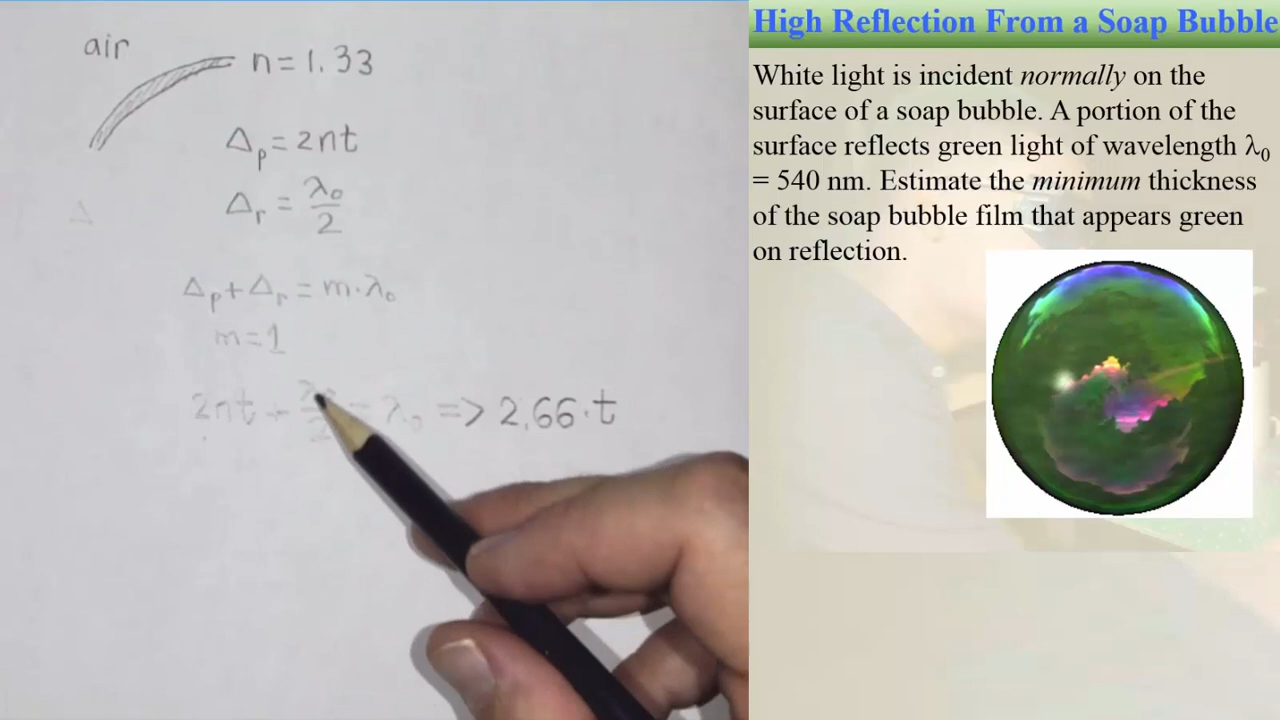 air
n=1.33
Δp=2nt
Δr = λ0/2
Δp+Δr = m·λ0
m=1
2nt + = λ0 => 2.66·t
High Reflection From a Soap Bubble
White light is incident normally on the
surface of a soap bubble. A portion of the
surface reflects green light of wavelength λ0
= 540 nm. Estimate the minimum thickness
of the soap bubble film that appears green
on reflection.